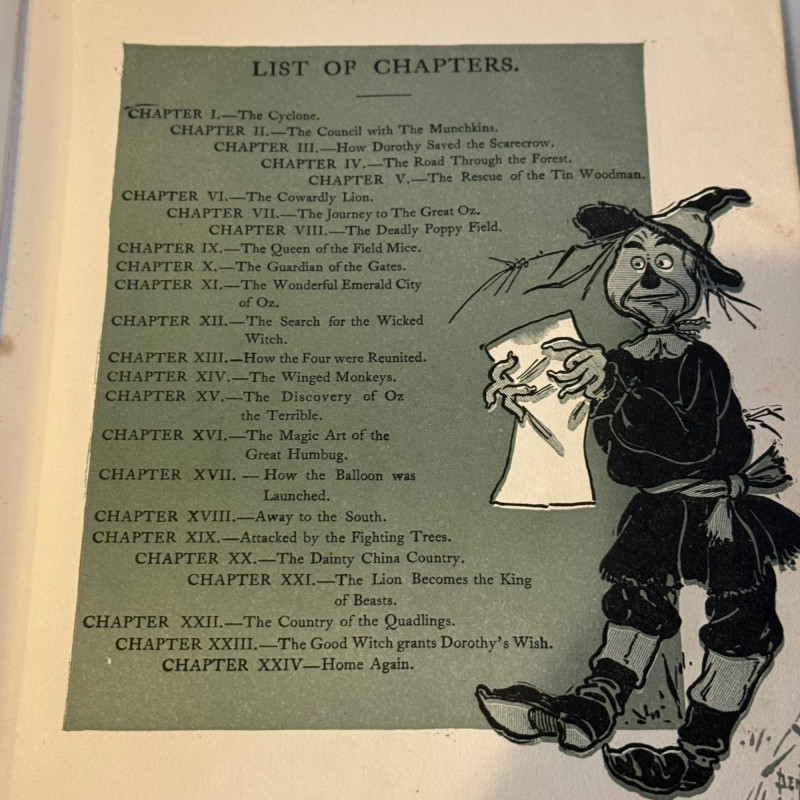 LIST OF CHAPTERS.
CHAPTER I.—The Cyclone.
CHAPTER II.—The Council with The Munchkins.
CHAPTER III.—How Dorothy Saved the Scarecrow.
CHAPTER IV.—The Road Through the Forest.
CHAPTER V.—The Rescue of the Tin Woodman.
CHAPTER VI.—The Cowardly Lion.
CHAPTER VII.—The Journey to The Great Oz.
CHAPTER VIII.—The Deadly Poppy Field.
CHAPTER IX.—The Queen of the Field Mice.
CHAPTER X.—The Guardian of the Gates.
CHAPTER XI.—The Wonderful Emerald City
of Oz.
CHAPTER XII.—The Search for the Wicked
Witch.
CHAPTER XIII.—How the Four were Reunited.
CHAPTER XIV.—The Winged Monkeys.
CHAPTER XV.—The Discovery of Oz
the Terrible.
CHAPTER XVI.—The Magic Art of the
Great Humbug.
CHAPTER XVII. — How the Balloon was
Launched.
CHAPTER XVIII.—Away to the South.
CHAPTER XIX.—Attacked by the Fighting Trees.
CHAPTER XX.—The Dainty China Country.
CHAPTER XXI.—The Lion Becomes the King
of Beasts.
CHAPTER XXII.—The Country of the Quadlings.
CHAPTER XXIII.—The Good Witch grants Dorothy's Wish.
CHAPTER XXIV—Home Again.